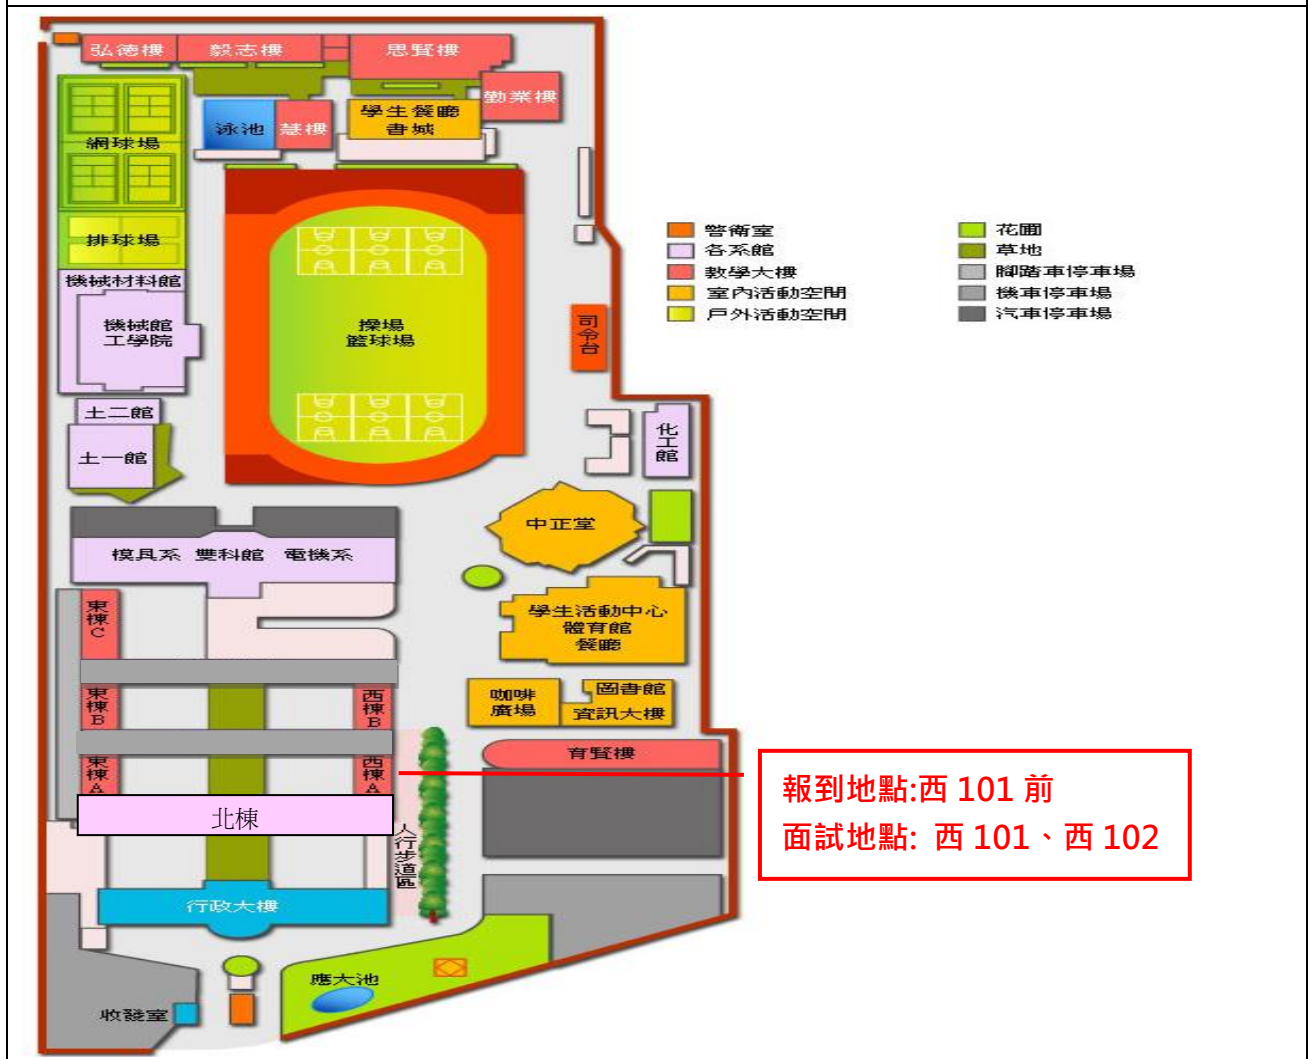 弘德樓
毅志樓
思賢樓
勤業樓
泳池
慧樓
學生餐廳
書城
網球場
排球場
機械材料館
機械館
工學院
操場
籃球場
司令台
警衛室
各系館
教學大樓
室內活動空間
戶外活動空間
花圃
草地
腳踏車停車場
機車停車場
汽車停車場
土二館
土一館
化工館
中正堂
模具系 雙科館 電機系
東棟C
學生活動中心
體育館
餐廳
東棟B
西棟B
咖啡
廣場
圖書館
資訊大樓
育賢樓
東棟A
西棟A
報到地點:西 101 前
面試地點: 西 101、西 102
北棟
人行步道區
行政大樓
應大池
收發室